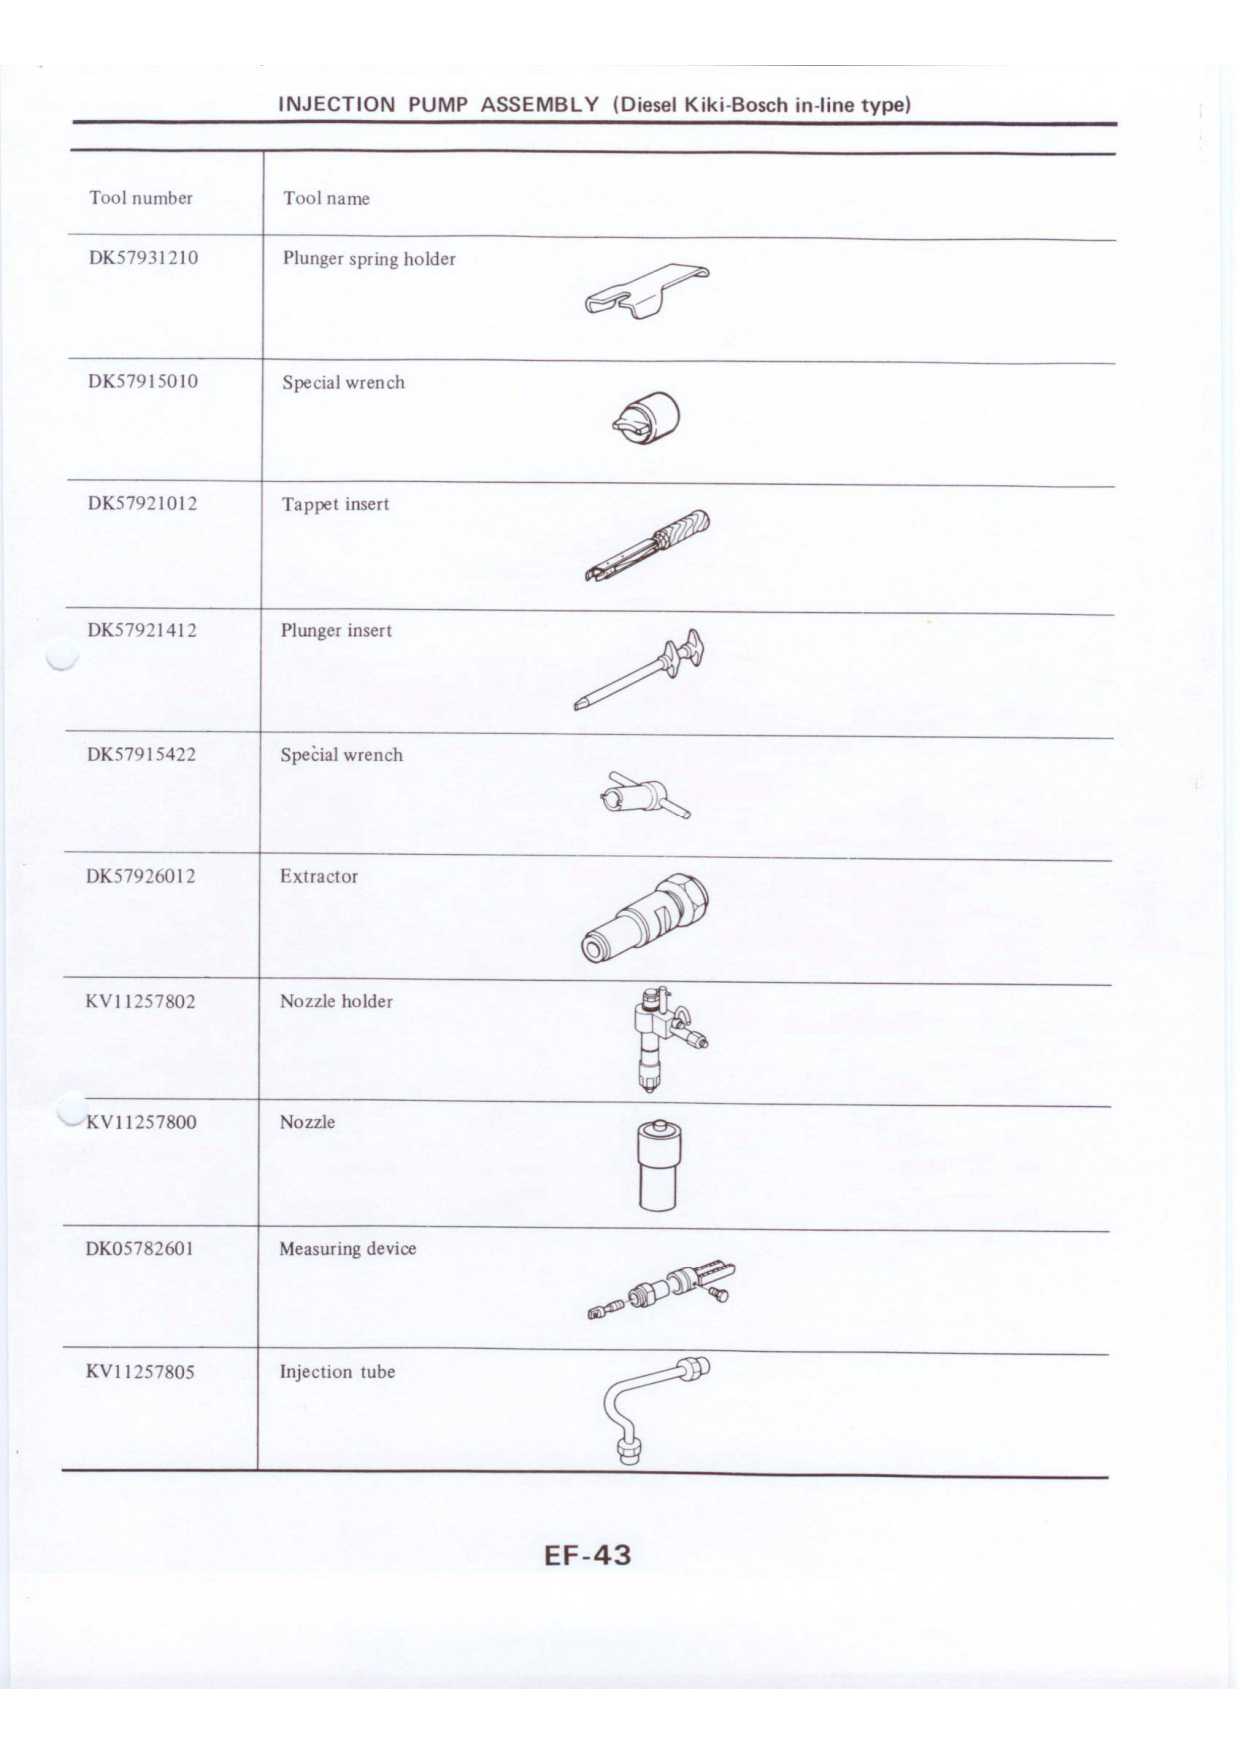 INJECTION PUMP ASSEMBLY (Diesel Kiki-Bosch in-line type)
Tool number Tool name
DK57931210 Plunger spring holder
DK57915010 Special wrench
DK57921012 Tappet insert
DK57921412 Plunger insert
DK57915422 Special wrench
DK57926012 Extractor
KV11257802 Nozzle holder
KV11257800 Nozzle
DK05782601 Measuring device
KV11257805 Injection tube
EF-43